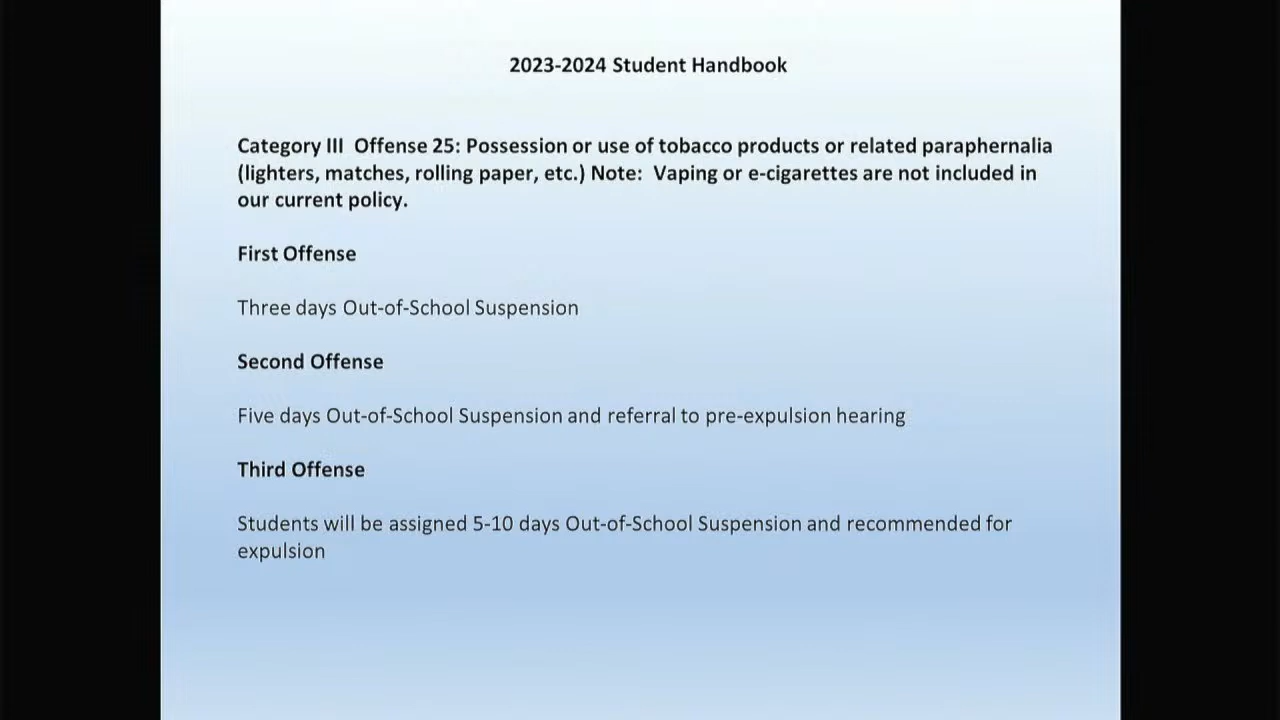 2023-2024 Student Handbook
Category III  Offense 25: Possession or use of tobacco products or related paraphernalia
(lighters, matches, rolling paper, etc.) Note:  Vaping or e-cigarettes are not included in
our current policy.
First Offense
Three days Out-of-School Suspension
Second Offense
Five days Out-of-School Suspension and referral to pre-expulsion hearing
Third Offense
Students will be assigned 5-10 days Out-of-School Suspension and recommended for
expulsion